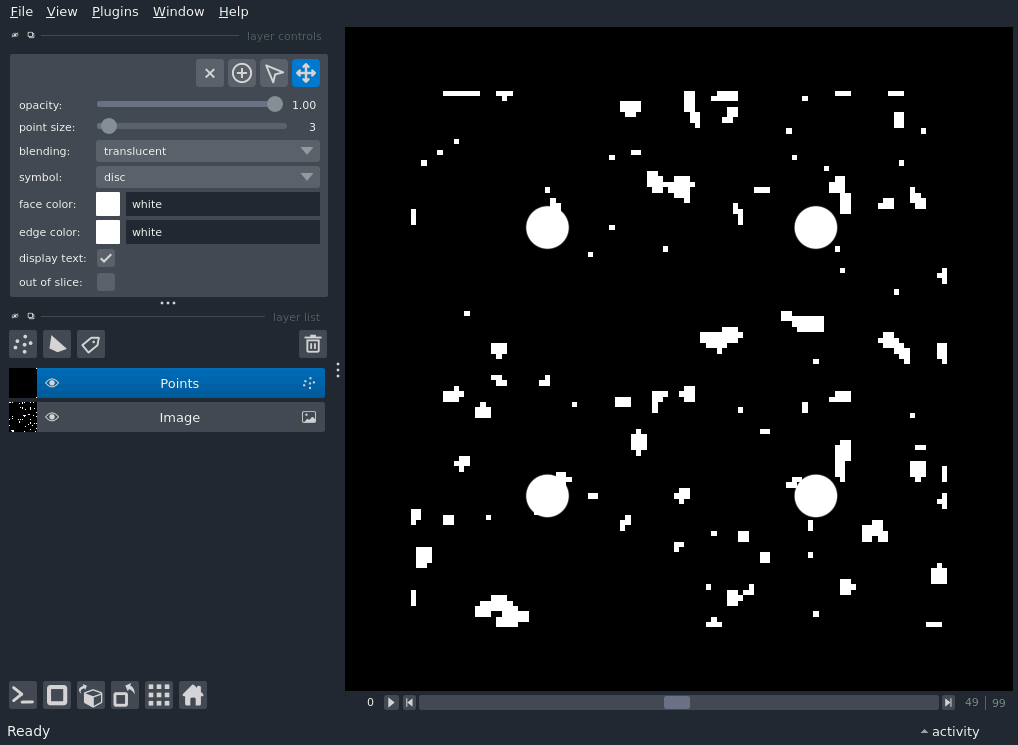 File View Plugins Window Help
layer controls
opacity: 1.00
point size: 3
blending: translucent
symbol: disc
face color: white
edge color: white
display text:
out of slice:
layer list
Points
Image
0 49 | 99
Ready activity